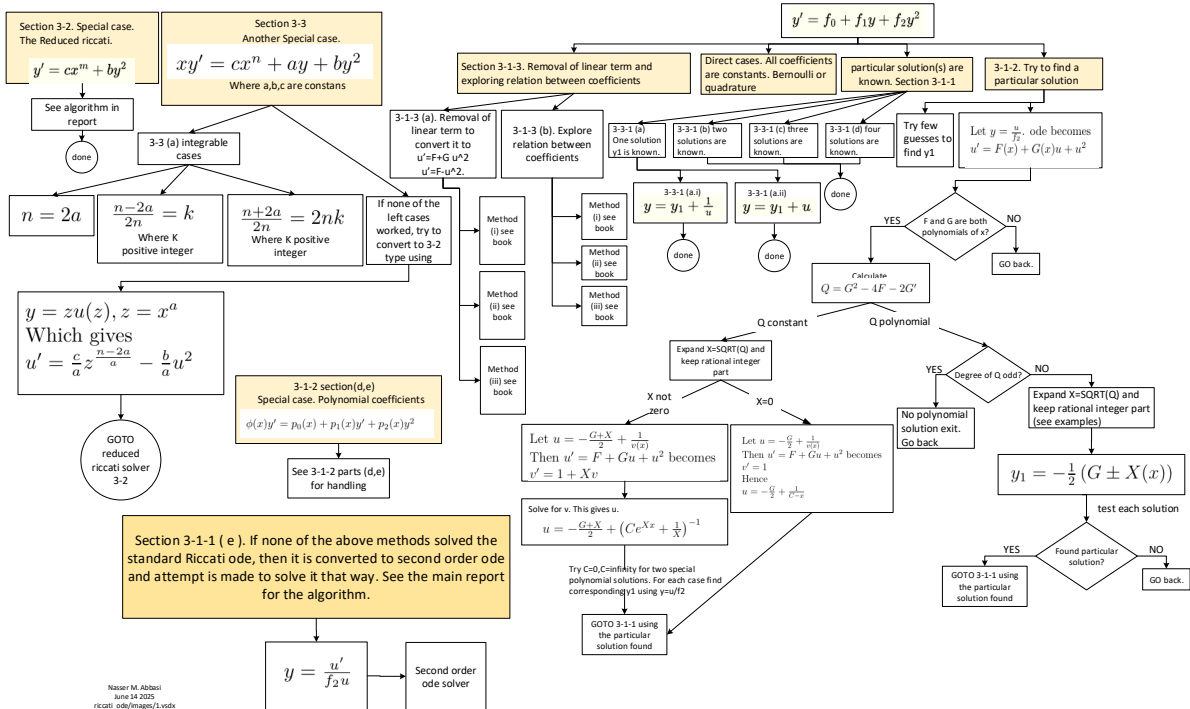 Section 3-2. Special case.
The Reduced riccati.
y′ = cx^m + by^2
See algorithm in
report
done
Section 3-3
Another Special case.
xy′ = cx^n + ay + by^2
Where a,b,c are constans
3-3 (a) integrable
cases
n = 2a
\frac{n-2a}{2n} = k
Where K
positive
integer
\frac{n+2a}{2n} = 2nk
Where K positive
integer
If none of the
left cases
worked, try to
convert to 3-2
type using
y = zu(z), z = x^a
Which gives
u′ = \frac{c}{a} z^{\frac{n-2a}{a}} − \frac{b}{a} u^2
GOTO
reduced
riccati solver
3-2
3-1-2 section(d,e)
Special case. Polynomial coefficients
ϕ(x)y′ = p_0(x) + p_1(x)y′ + p_2(x)y^2
See 3-1-2 parts (d,e)
for handling
Section 3-1-1 ( e ). If none of the above methods solved the
standard Riccati ode, then it is converted to second order ode
and attempt is made to solve it that way. See the main report
for the algorithm.
y = \frac{u′}{f_2 u}
Second order
ode solver
Nasser M. Abbasi
June 14 2025
riccati_ode/images/1.vsdx
y′ = f_0 + f_1y + f_2y^2
Section 3-1-3. Removal of linear term and
exploring relation between coefficients
3-1-3 (a). Removal of
linear term to
convert it to
u’=F+G u^2
u’=F-u^2.
Method
(i) see
book
Method
(ii) see
book
Method
(iii) see
book
3-1-3 (b). Explore
relation between
coefficients
Method
(i) see
book
Method
(ii) see
book
Method
(iii) see
book
Direct cases. All coefficients
are constants. Bernoulli or
quadrature
particular solution(s) are
known. Section 3-1-1
3-3-1 (a)
One solution
y1 is known.
3-3-1 (b) two
solutions
are known.
3-3-1 (c) three
solutions are
known.
3-3-1 (d) four
solutions are
known.
3-3-1 (a.i)
y = y_1 + \frac{1}{u}
done
3-3-1 (a.ii)
y = y_1 + u
done
done
3-1-2. Try to find a
particular solution
Try few
guesses to
find y1
Let y = \frac{u}{f_2}. ode becomes
u′ = F(x) + G(x)u + u^2
F and G are both
polynomials of x?
YES
NO
GO back.
Calculate
Q = G^2 − 4F − 2G′
Q constant
Q polynomial
Expand X=SQRT(Q) and
keep rational integer
part
X not
zero
X=0
Let u = −\frac{G+X}{2} + \frac{1}{v(x)}
Then u′ = F + Gu + u^2 becomes
v′ = 1 + Xv
Solve for v. This gives u.
u = −\frac{G+X}{2} + (Ce^{Xx} + \frac{1}{X})^{−1}
Try C=0,C=infinity for two special
polynomial solutions. For each case find
corresponding y1 using y=u/f2
GOTO 3-1-1 using
the particular
solution found
Let u = −\frac{G}{2} + \frac{1}{v(x)}
Then u′ = F + Gu + u^2 becomes
v′ = 1
Hence
u = −\frac{G}{2} + \frac{1}{C−x}
Degree of Q odd?
YES
NO
No polynomial
solution exit.
Go back
Expand X=SQRT(Q) and
keep rational integer part
(see examples)
y_1 = −\frac{1}{2} (G ± X(x))
test each solution
Found particular
solution?
YES
NO
GOTO 3-1-1 using
the particular
solution found
GO back.